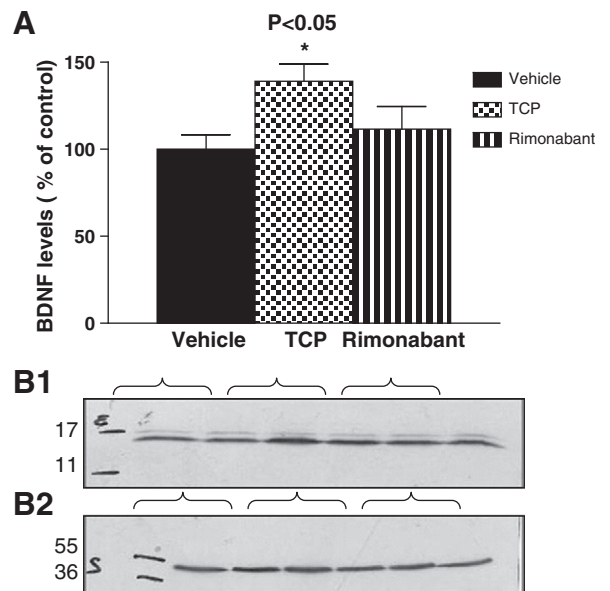 A
P<0.05
*
BDNF levels ( % of control)
150
100
50
0
Vehicle
TCP
Rimonabant
Vehicle
TCP
Rimonabant
B1
17
11
B2
55
36
S